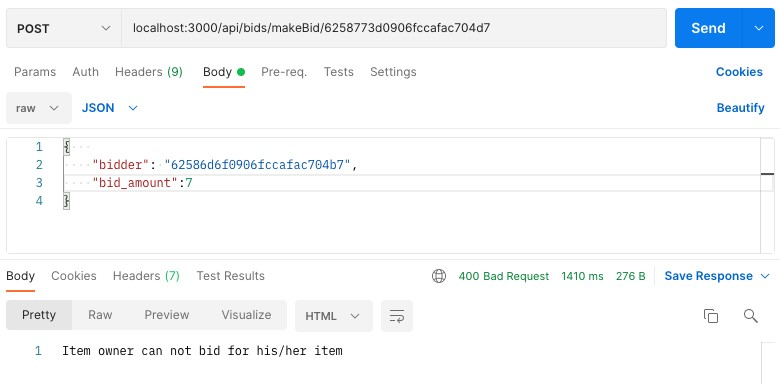 POST localhost:3000/api/bids/makeBid/6258773d0906fccafac704d7 Send
Params Auth Headers (9) Body Pre-req. Tests Settings Cookies
raw JSON Beautify
1 {
2 "bidder": "62586d6f0906fccafac704b7",
3 "bid_amount":7
4 }
Body Cookies Headers (7) Test Results 400 Bad Request 1410 ms 276 B Save Response
Pretty Raw Preview Visualize HTML
1 Item owner can not bid for his/her item